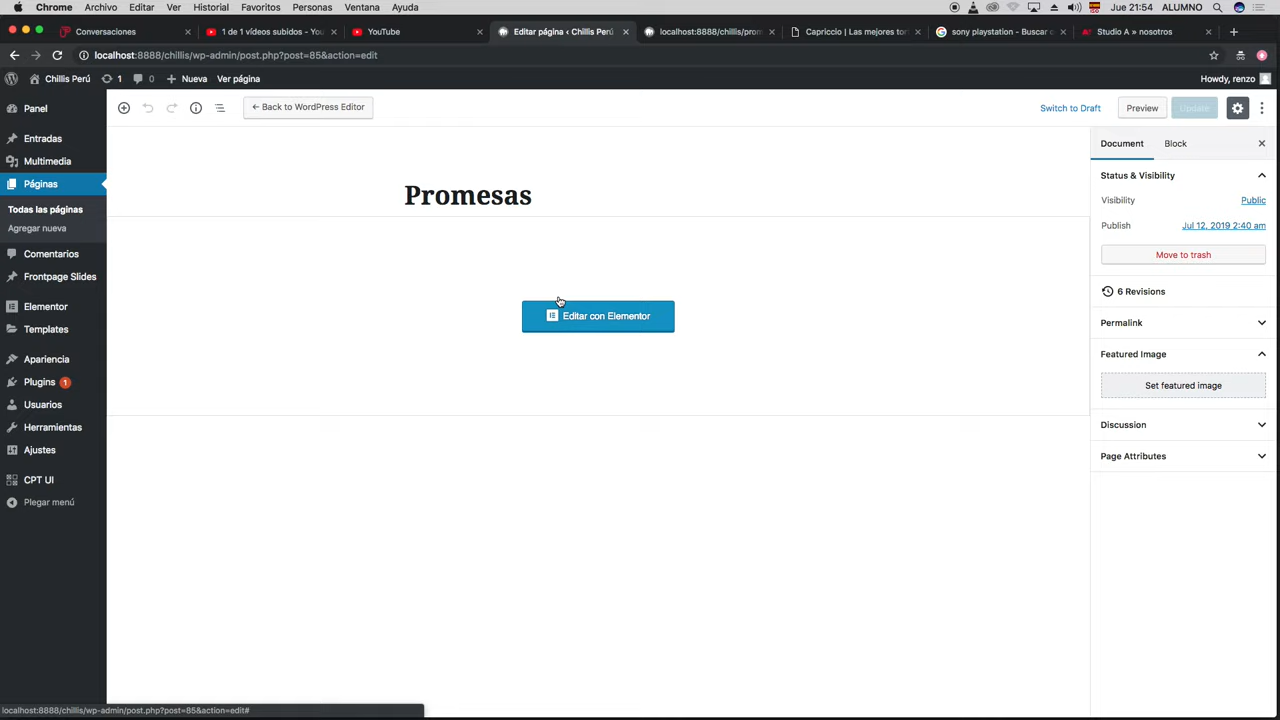 Chrome Archivo Editar Ver Historial Favoritos Personas Ventana Ayuda Jue 21:54 ALUMNO
Conversaciones 1 de 1 vídeos subidos - You YouTube Editar página ‹ Chillis Perú localhost:8888/chillis/prom Capriccio | Las mejores tor sony playstation - Buscar Studio A » nosotros
localhost:8888/chillis/wp-admin/post.php?post=85&action=edit
Chillis Perú 1 0 Nueva Ver página Howdy, renzo
Panel
Entradas
Multimedia
Páginas
Todas las páginas
Agregar nueva
Comentarios
Frontpage Slides
Elementor
Templates
Apariencia
Plugins 1
Usuarios
Herramientas
Ajustes
CPT UI
Plegar menú
← Back to WordPress Editor Switch to Draft Preview Update
Promesas
Editar con Elementor
Document Block
Status & Visibility
Visibility Public
Publish Jul 12, 2019 2:40 am
Move to trash
6 Revisions
Permalink
Featured Image
Set featured image
Discussion
Page Attributes
localhost:8888/chillis/wp-admin/post.php?post=85&action=edit#